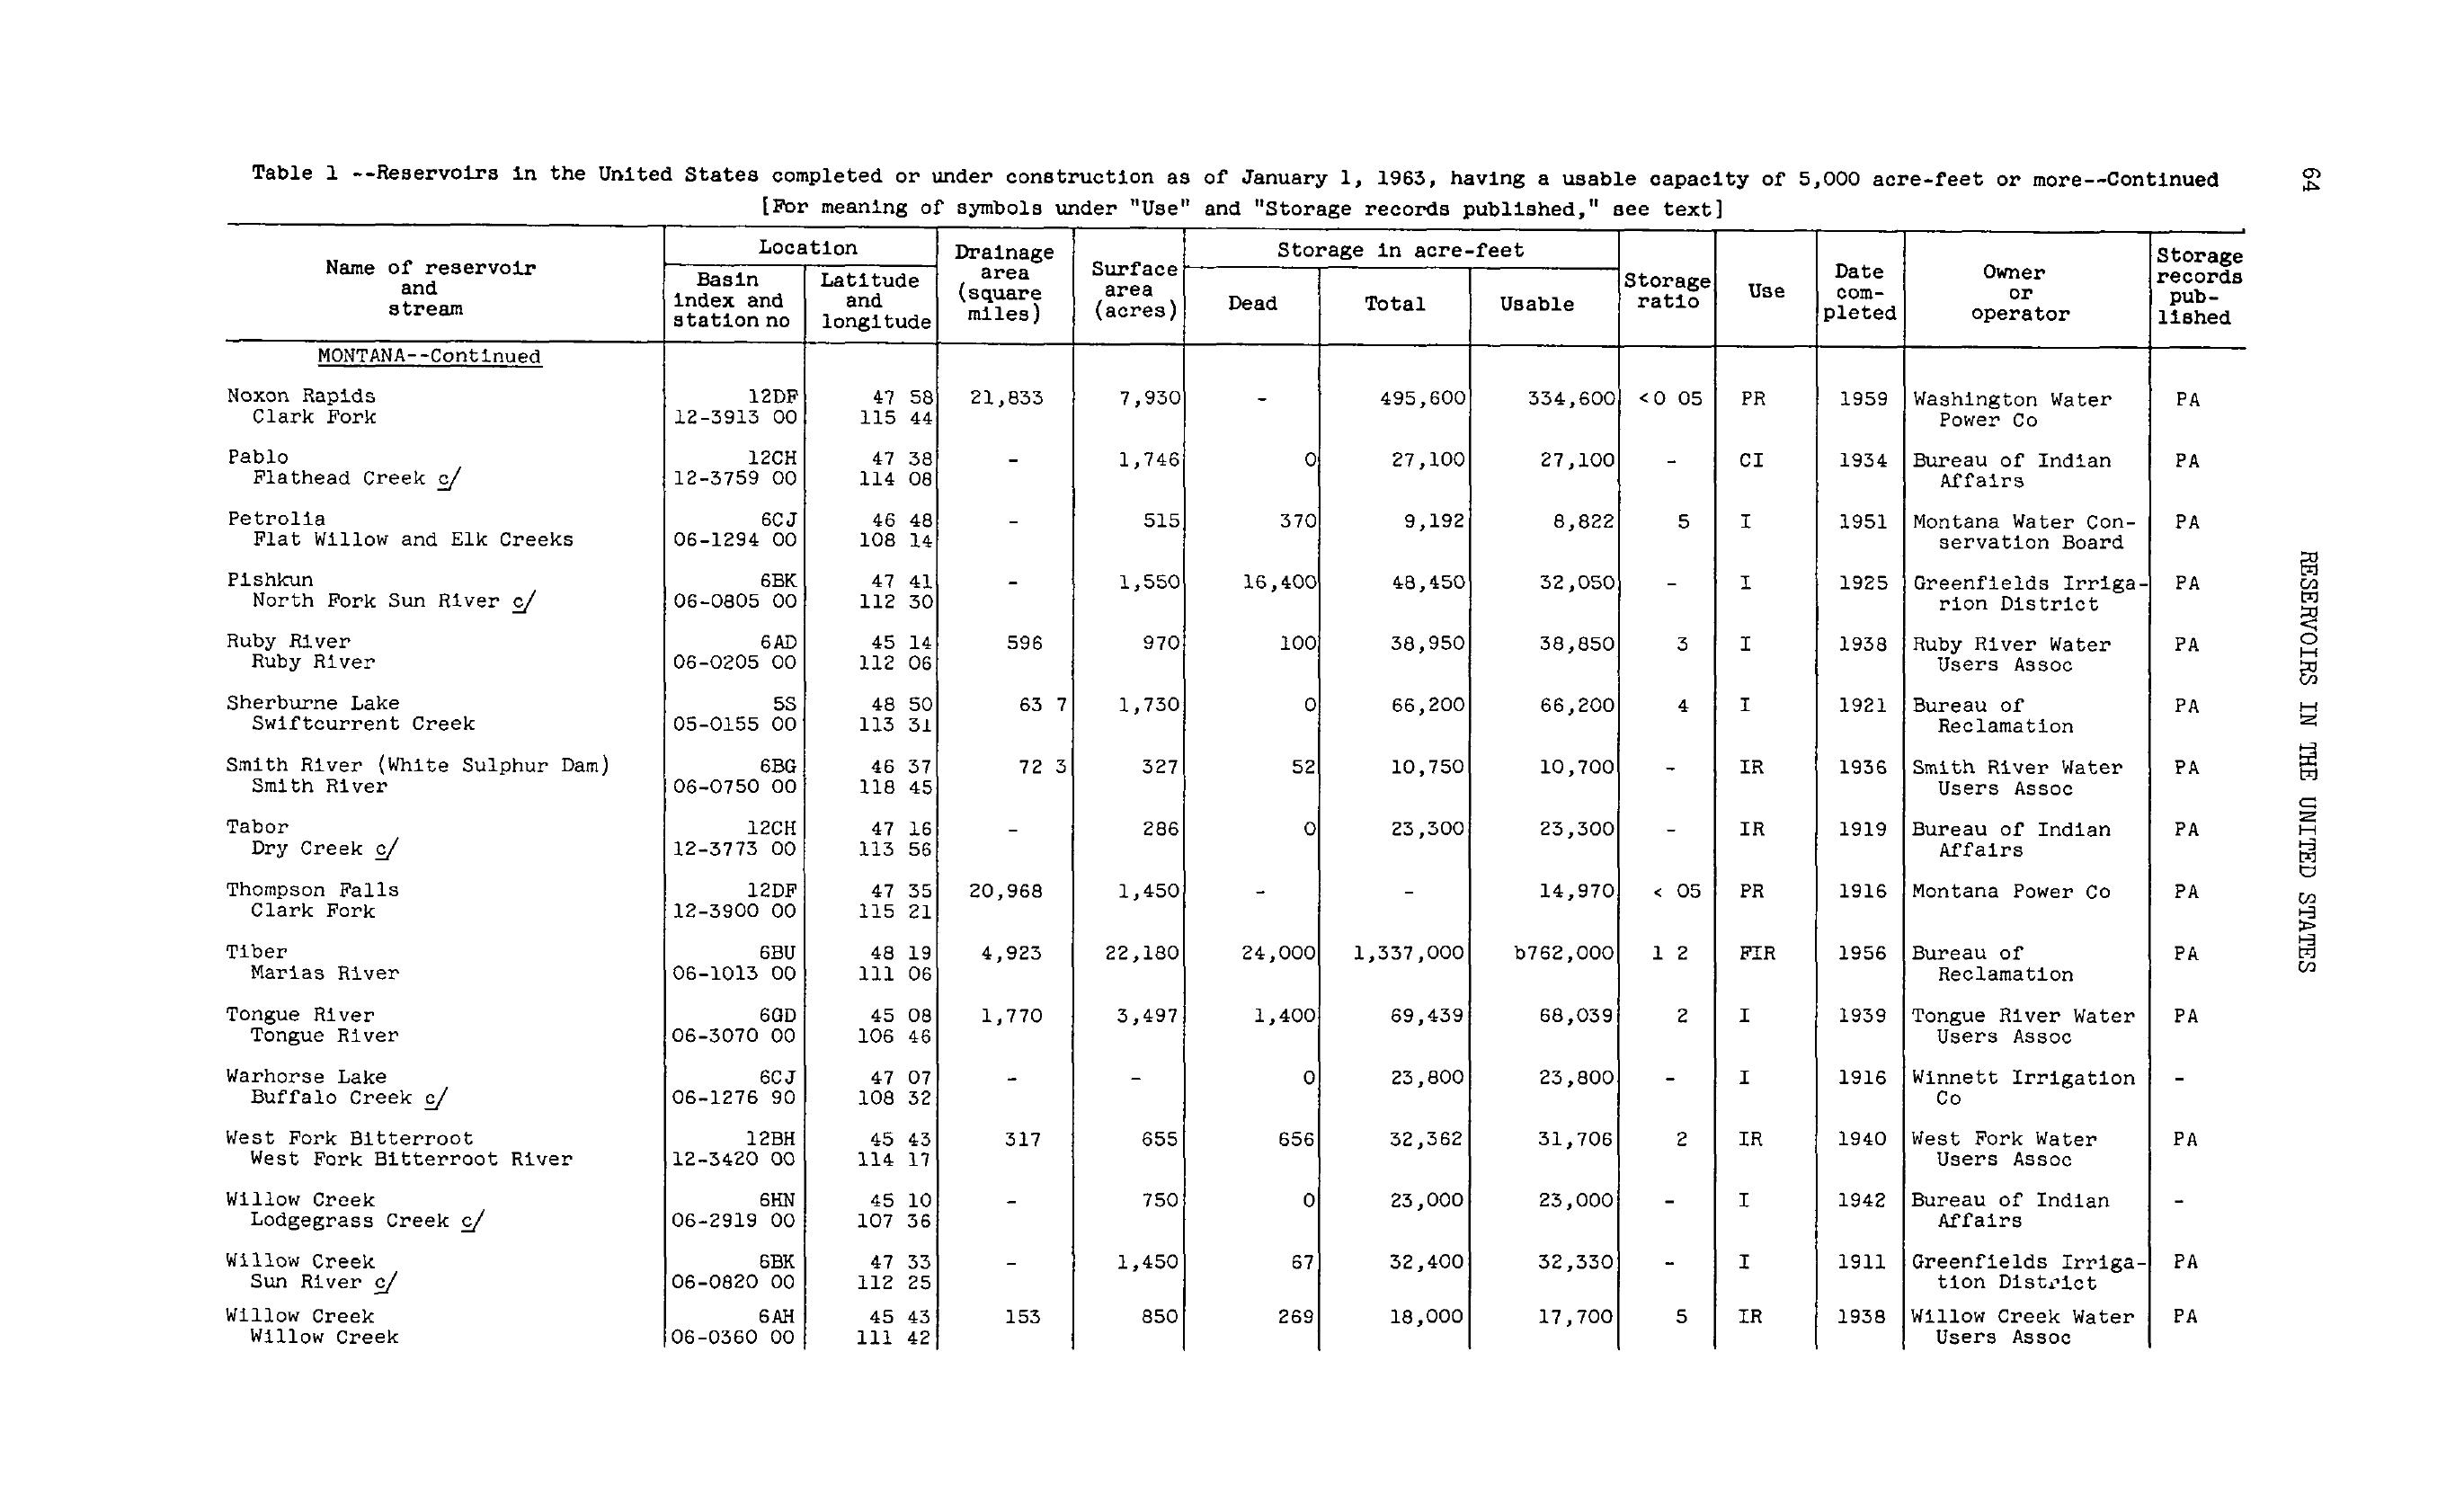 Table 1 --Reservoirs in the United States completed or under construction as of January 1, 1963, having a usable capacity of 5,000 acre-feet or more--Continued
[For meaning of symbols under "Use" and "Storage records published," see text]
64
Name of reservoir and stream | Location | Drainage area (square miles) | Surface area (acres) | Storage in acre-feet | Storage ratio | Use | Date com-pleted | Owner or operator | Storage records pub-lished
Basin index and station no | Latitude and longitude | Dead | Total | Usable
MONTANA--Continued
Noxon Rapids 12DF 47 58 21,833 7,930 - 495,600 334,600 <0 05 PR 1959 Washington Water PA
Clark Fork 12-3913 00 115 44 Power Co
Pablo 12CH 47 38 - 1,746 0 27,100 27,100 - CI 1934 Bureau of Indian PA
Flathead Creek c/ 12-3759 00 114 08 Affairs
Petrolia 6CJ 46 48 - 515 370 9,192 8,822 5 I 1951 Montana Water Con- PA
Flat Willow and Elk Creeks 06-1294 00 108 14 servation Board
Pishkun 6BK 47 41 - 1,550 16,400 48,450 32,050 - I 1925 Greenfields Irriga- PA
North Fork Sun River c/ 06-0805 00 112 30 rion District
Ruby River 6AD 45 14 596 970 100 38,950 38,850 3 I 1938 Ruby River Water PA
Ruby River 06-0205 00 112 06 Users Assoc
Sherburne Lake 5S 48 50 63 7 1,730 0 66,200 66,200 4 I 1921 Bureau of PA
Swiftcurrent Creek 05-0155 00 113 31 Reclamation
Smith River (White Sulphur Dam) 6BG 46 37 72 3 327 52 10,750 10,700 - IR 1936 Smith River Water PA
Smith River 06-0750 00 118 45 Users Assoc
Tabor 12CH 47 16 - 286 0 23,300 23,300 - IR 1919 Bureau of Indian PA
Dry Creek c/ 12-3773 00 113 56 Affairs
Thompson Falls 12DF 47 35 20,968 1,450 - - 14,970 < 05 PR 1916 Montana Power Co PA
Clark Fork 12-3900 00 115 21
Tiber 6BU 48 19 4,923 22,180 24,000 1,337,000 b762,000 1 2 FIR 1956 Bureau of PA
Marias River 06-1013 00 111 06 Reclamation
Tongue River 6GD 45 08 1,770 3,497 1,400 69,439 68,039 2 I 1939 Tongue River Water PA
Tongue River 06-3070 00 106 46 Users Assoc
Warhorse Lake 6CJ 47 07 - - 0 23,800 23,800 - I 1916 Winnett Irrigation -
Buffalo Creek c/ 06-1276 90 108 32 Co
West Fork Bitterroot 12BH 45 43 317 655 656 32,362 31,706 2 IR 1940 West Fork Water PA
West Fork Bitterroot River 12-3420 00 114 17 Users Assoc
Willow Creek 6HN 45 10 - 750 0 23,000 23,000 - I 1942 Bureau of Indian -
Lodgegrass Creek c/ 06-2919 00 107 36 Affairs
Willow Creek 6BK 47 33 - 1,450 67 32,400 32,330 - I 1911 Greenfields Irriga- PA
Sun River c/ 06-0820 00 112 25 tion District
Willow Creek 6AH 45 43 153 850 269 18,000 17,700 5 IR 1938 Willow Creek Water PA
Willow Creek 06-0360 00 111 42 Users Assoc
RESERVOIRS IN THE UNITED STATES